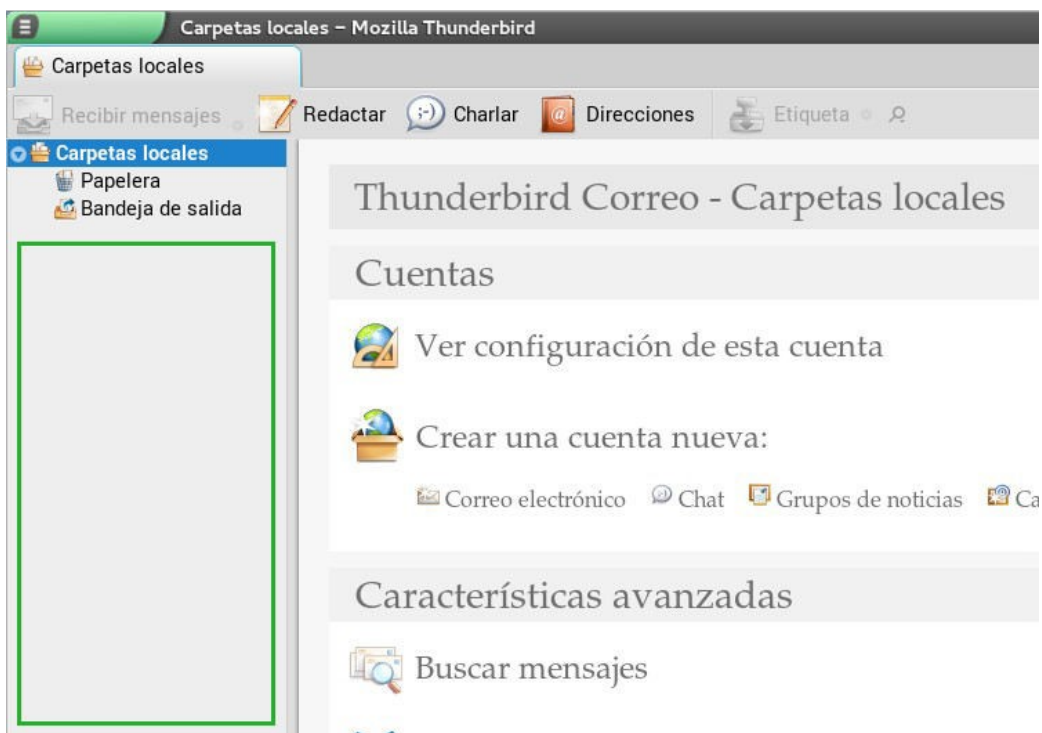 Carpetas locales – Mozilla Thunderbird
Carpetas locales
Recibir mensajes Redactar Charlar Direcciones Etiqueta
Carpetas locales
Papelera
Bandeja de salida
Thunderbird Correo - Carpetas locales
Cuentas
Ver configuración de esta cuenta
Crear una cuenta nueva:
Correo electrónico Chat Grupos de noticias Ca
Características avanzadas
Buscar mensajes